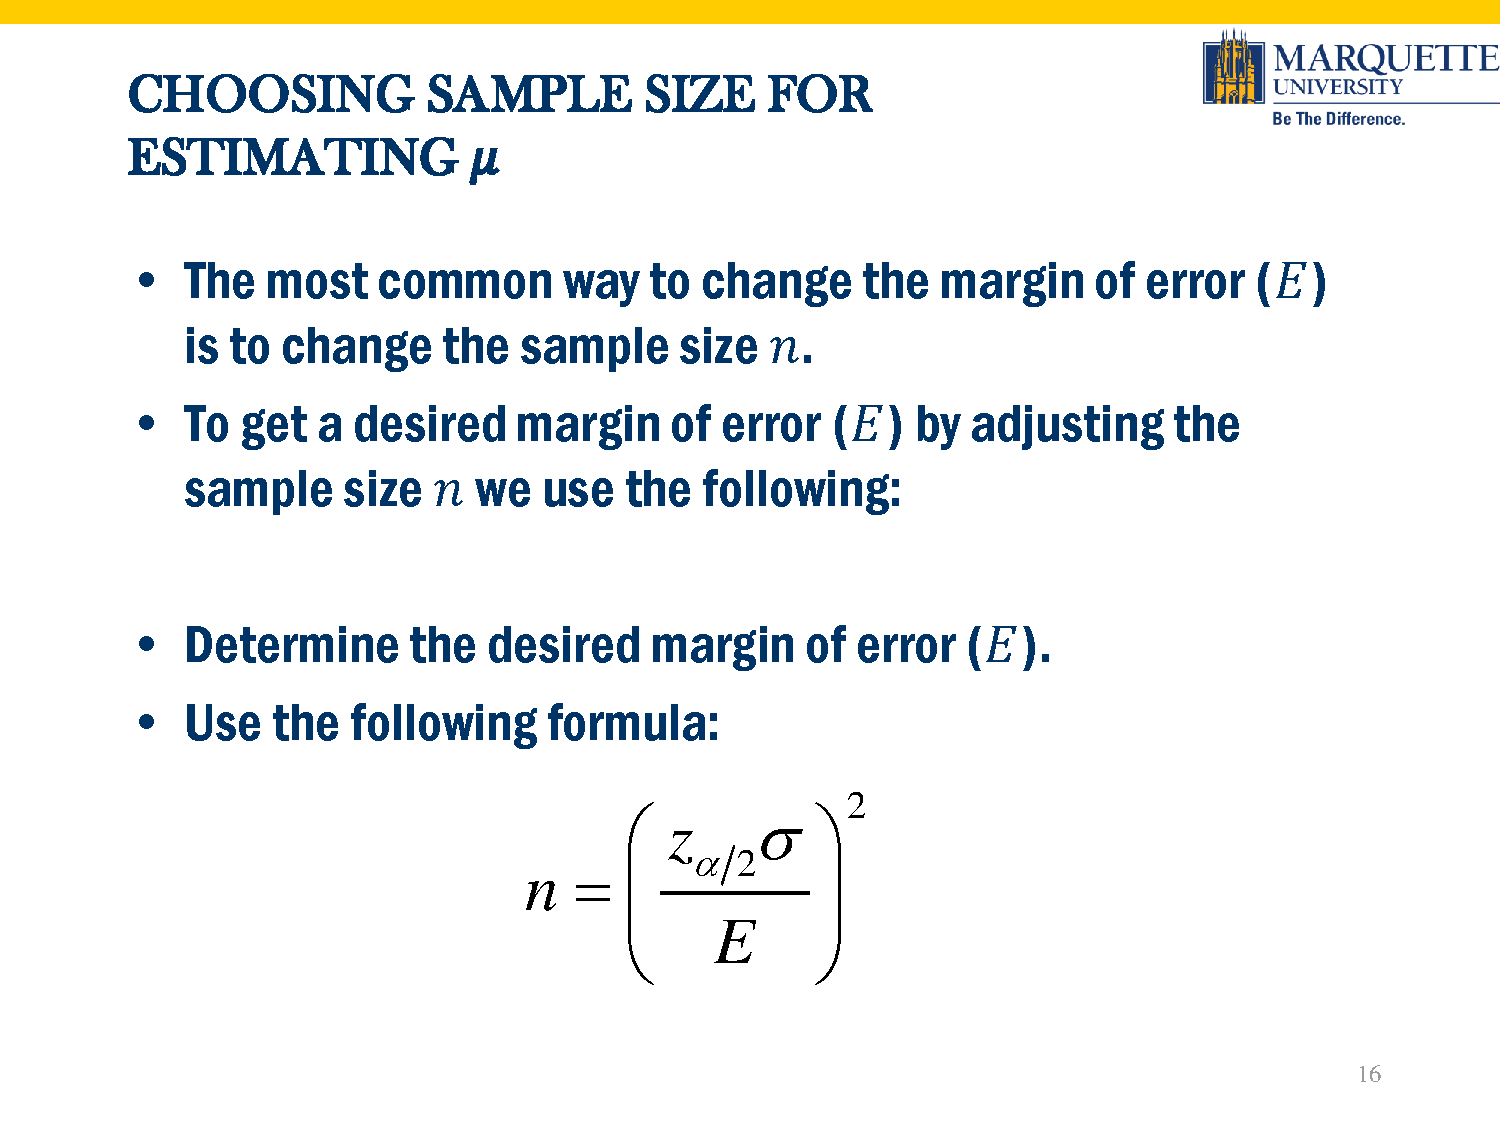 MARQUETTE
UNIVERSITY
Be The Difference.
CHOOSING SAMPLE SIZE FOR
ESTIMATING μ
• The most common way to change the margin of error (E)
is to change the sample size n.
• To get a desired margin of error (E) by adjusting the
sample size n we use the following:
• Determine the desired margin of error (E).
• Use the following formula:
n = (z_{α/2} σ / E)^2
16